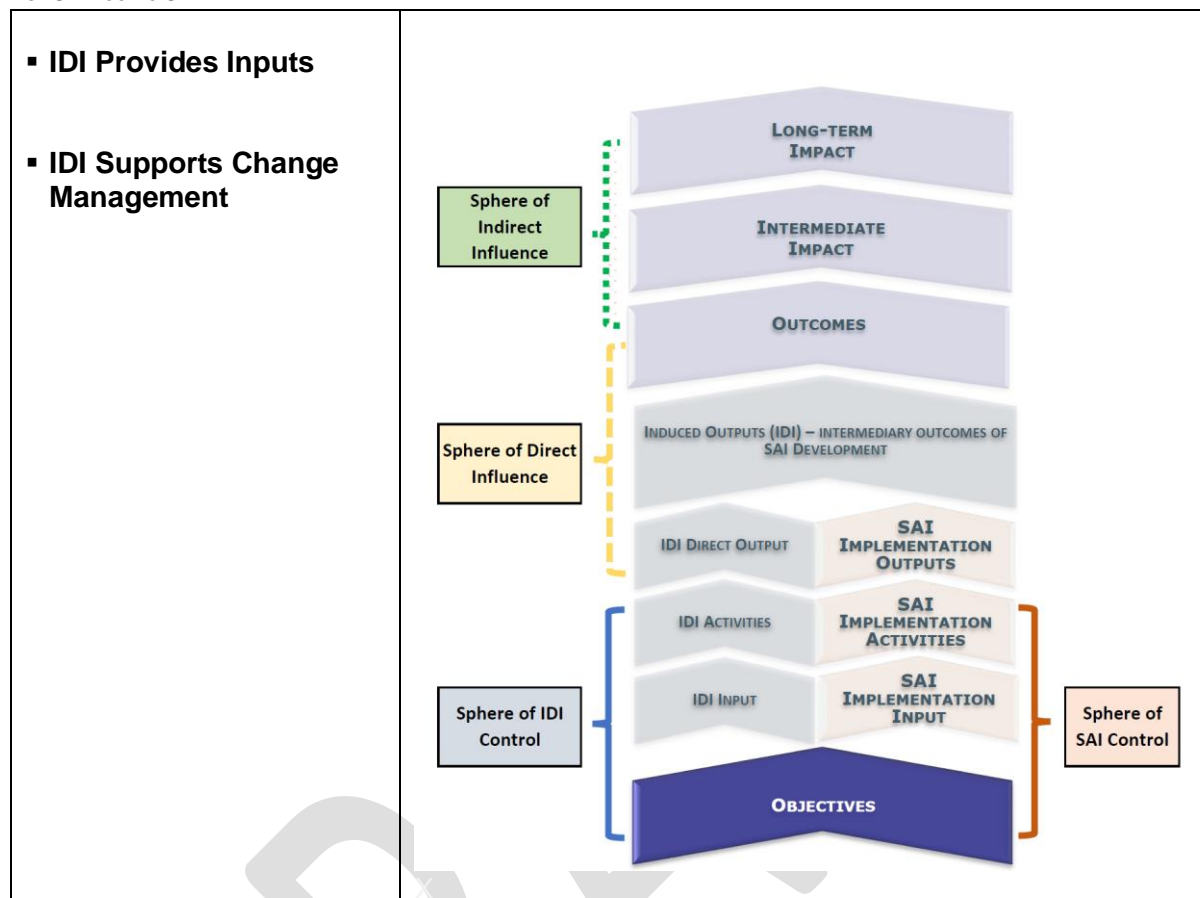 ▪ IDI Provides Inputs
▪ IDI Supports Change
Management
LONG-TERM
IMPACT
Sphere of
Indirect
Influence
INTERMEDIATE
IMPACT
OUTCOMES
INDUCED OUTPUTS (IDI) – INTERMEDIARY OUTCOMES OF
SAI DEVELOPMENT
Sphere of Direct
Influence
IDI DIRECT OUTPUT
SAI
IMPLEMENTATION
OUTPUTS
IDI ACTIVITIES
SAI
IMPLEMENTATION
ACTIVITIES
IDI INPUT
SAI
IMPLEMENTATION
INPUT
Sphere of IDI
Control
Sphere of
SAI Control
OBJECTIVES